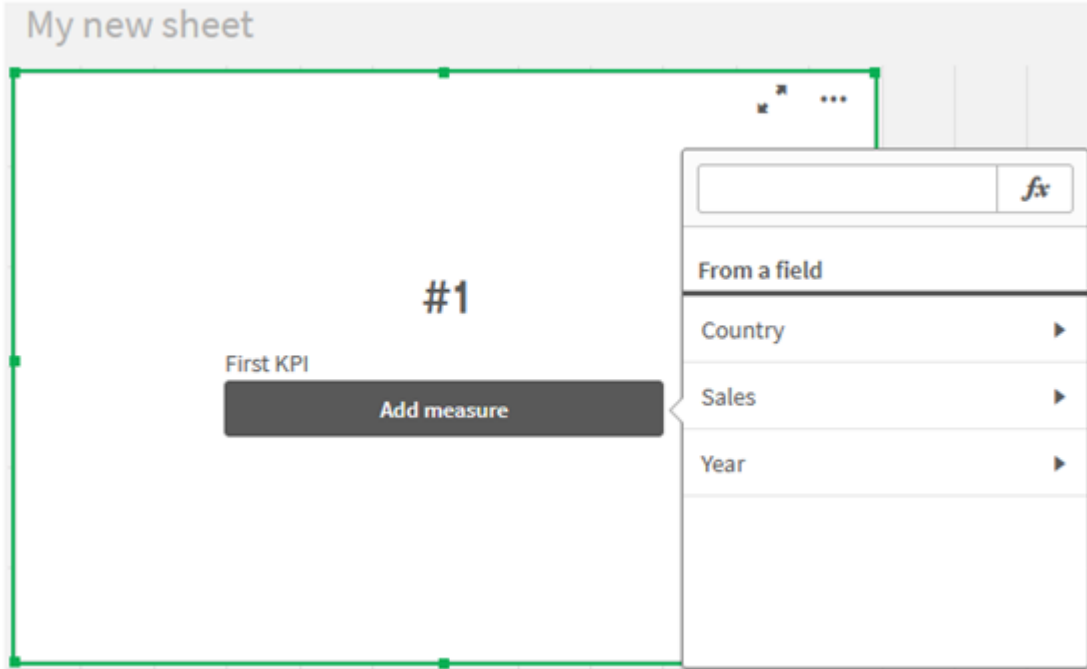 My new sheet
#1
First KPI
Add measure
fx
From a field
Country
Sales
Year